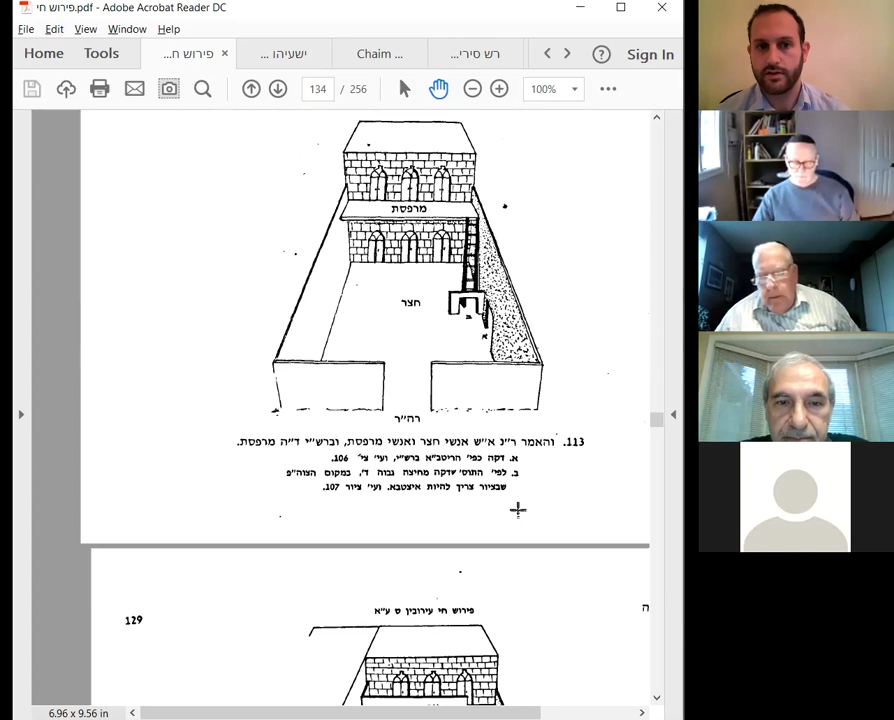 פירוש חי.pdf - Adobe Acrobat Reader DC
File Edit View Window Help
Home Tools פירוש ח... × ישעיהו ... Chaim ... רש סירי... Sign In
134 / 256 100%
מרפסת
חצר
ב
א
רה״ר
113. והאמר ר״נ א״ש אנשי חצר ואנשי מרפסת, וברש״י ד״ה מרפסת.
א. דקה כפי׳ הריטב״א ברש״י, ועי׳ צי׳ 106.
ב. לפי׳ התוס׳ שדקה מחיצה גבוה ד׳, במקום הצוה״פ
שבציור צריך להיות איצטבא. ועי׳ ציור 107.
129 פירוש חי עירובין ס ע״א ה
6.96 x 9.56 in